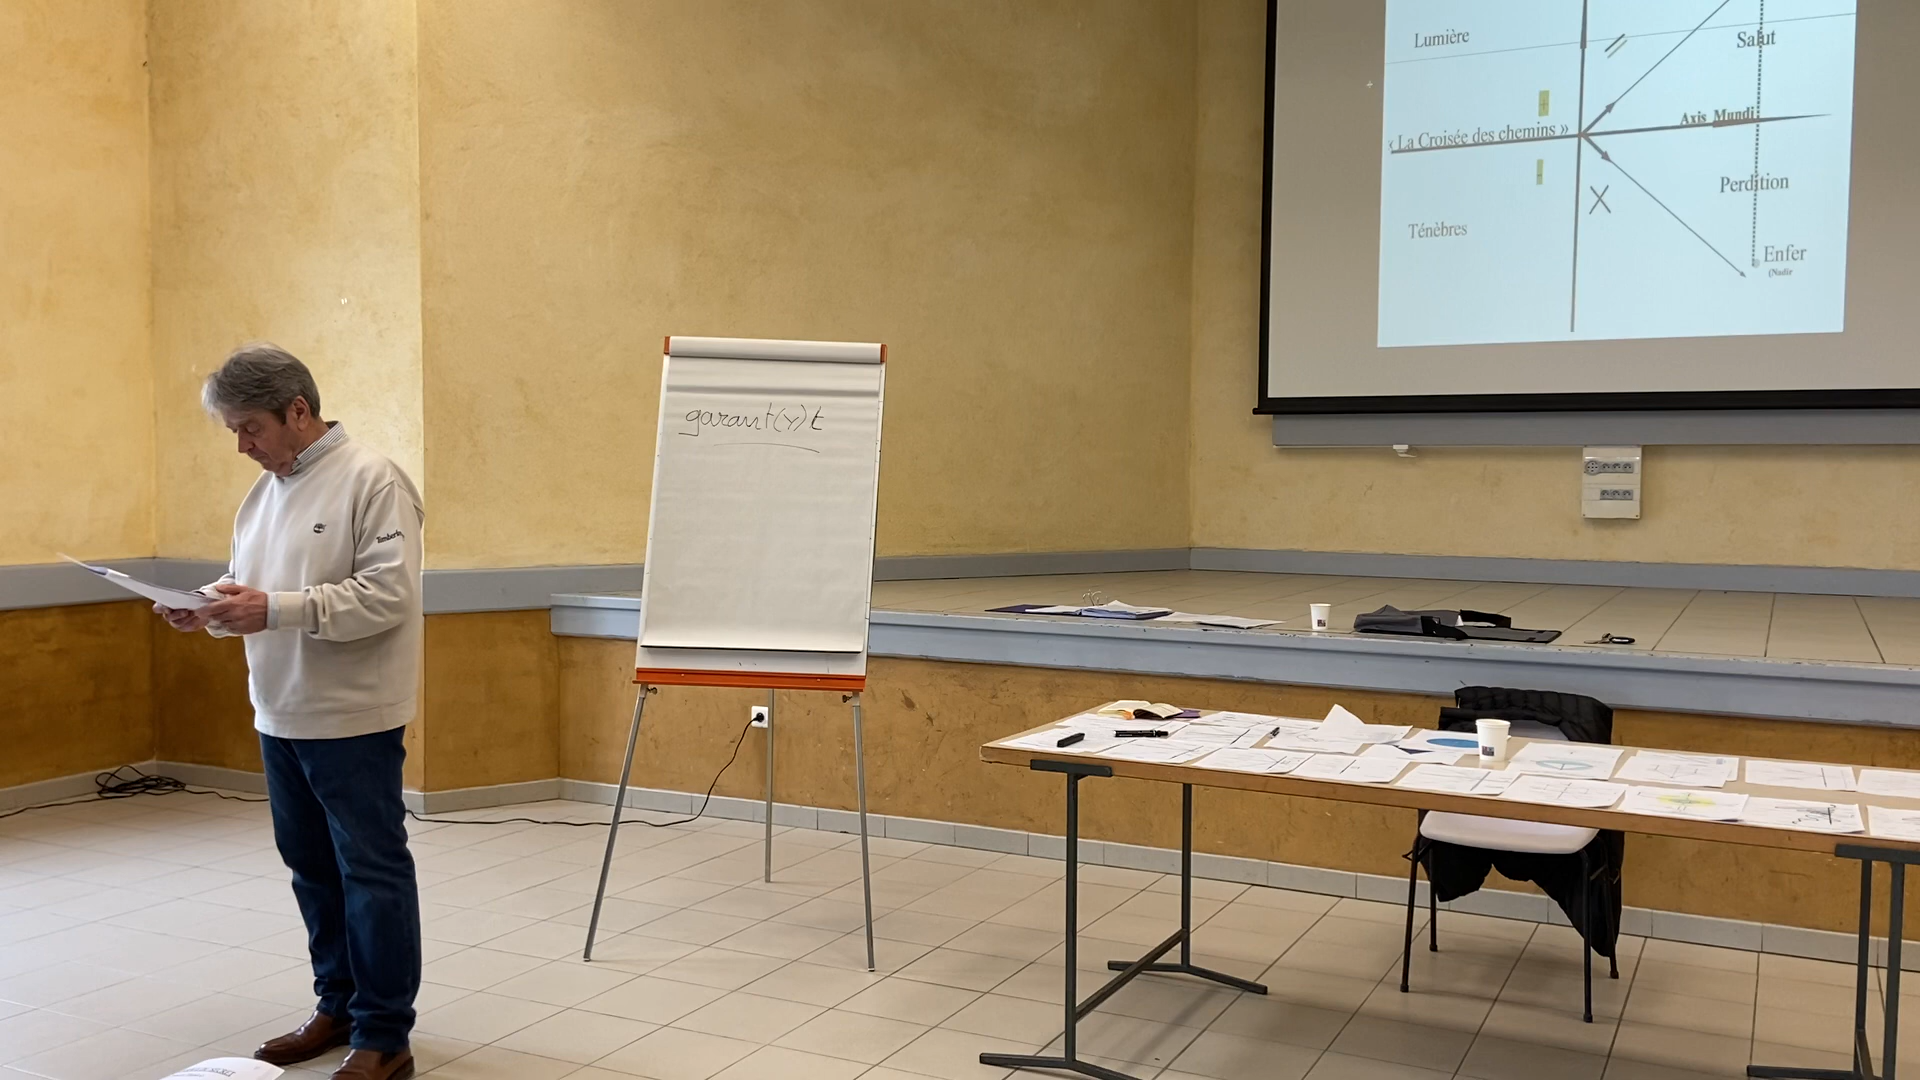 Lumière
Salut
+
« La Croisée des chemins »
Axis Mundi
-
Perdition
X
Ténèbres
Enfer
(Nadir
garant(y)t
Timberland